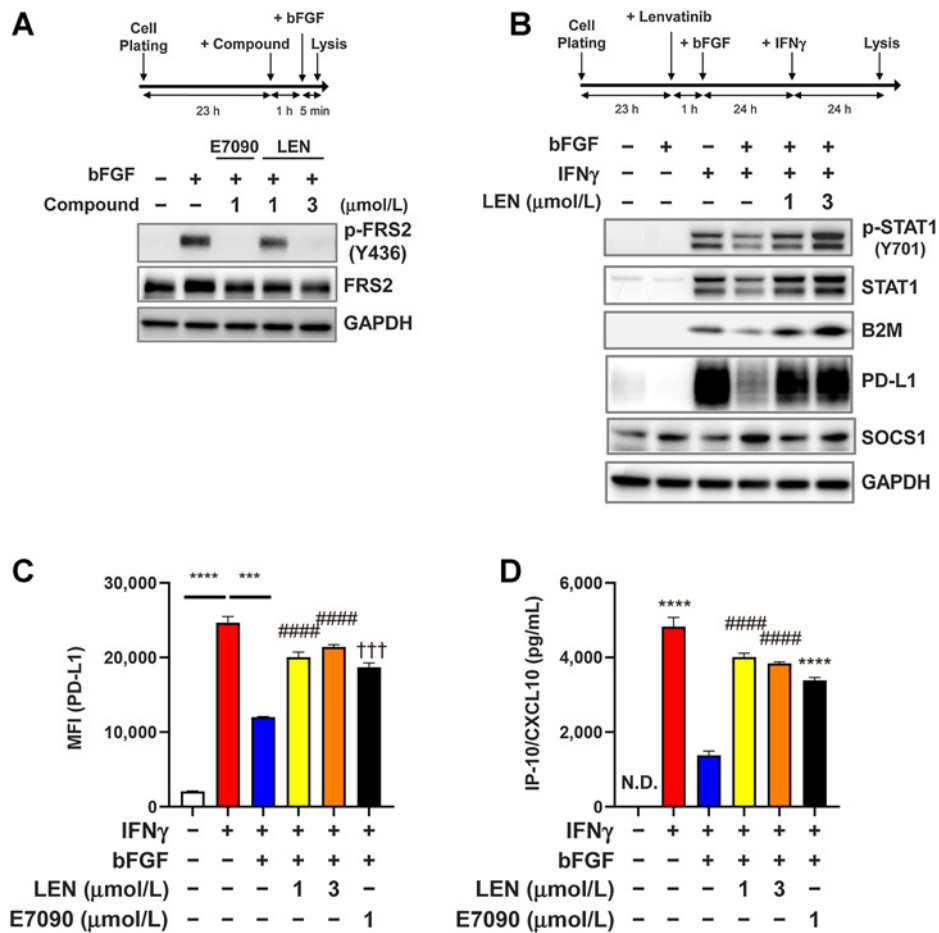 A
Cell
Plating
+ Compound
+ bFGF
Lysis
23 h
1 h
5 min
E7090
LEN
bFGF – + + + +
Compound – – 1 1 3 (μmol/L)
p-FRS2
(Y436)
FRS2
GAPDH
B
Cell
Plating
+ Lenvatinib
+ bFGF
+ IFNγ
Lysis
23 h
1 h
24 h
24 h
bFGF – + – + + +
IFNγ – – + + + +
LEN (μmol/L) – – – – 1 3
p-STAT1
(Y701)
STAT1
B2M
PD-L1
SOCS1
GAPDH
C
MFI (PD-L1)
30,000
20,000
10,000
0
**** ***
#### ####
†††
IFNγ – + + + + +
bFGF – – + + + +
LEN (μmol/L) – – – 1 3 –
E7090 (μmol/L) – – – – – 1
D
IP-10/CXCL10 (pg/mL)
6,000
4,000
2,000
0
N.D.
****
####
####
****
IFNγ – + + + + +
bFGF – – + + + +
LEN (μmol/L) – – – 1 3 –
E7090 (μmol/L) – – – – – 1